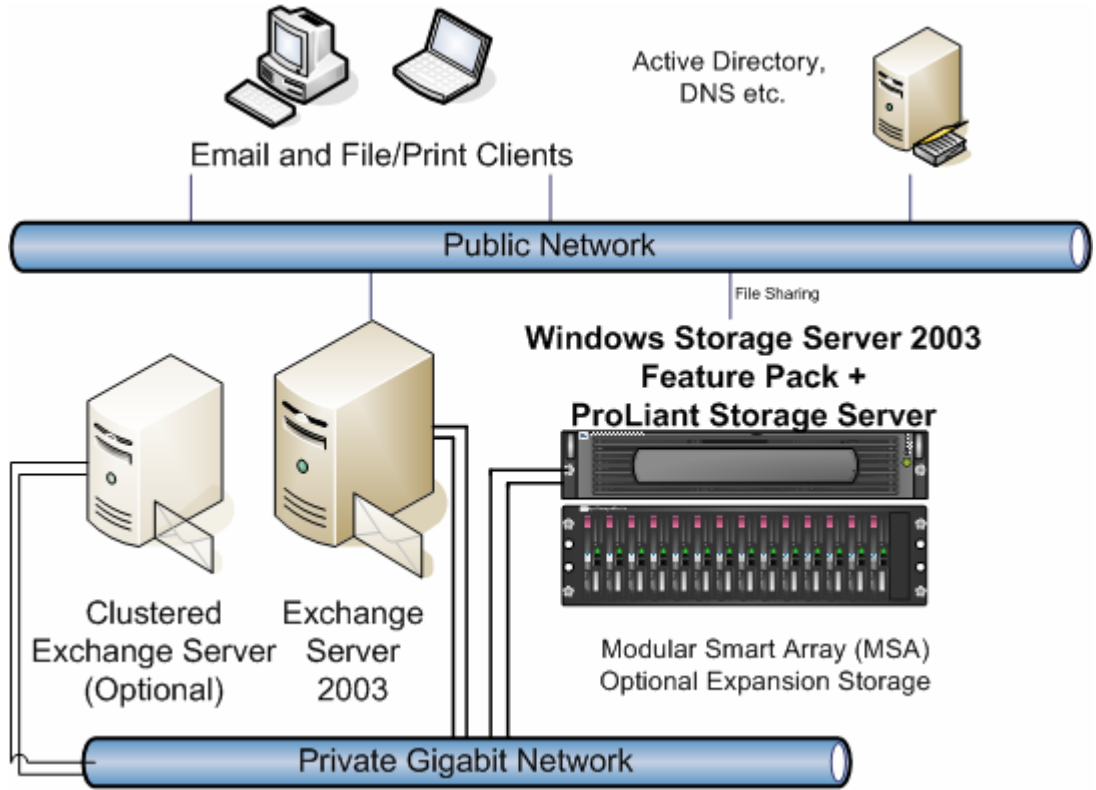 Active Directory,
DNS etc.
Email and File/Print Clients
Public Network
File Sharing
Windows Storage Server 2003
Feature Pack +
ProLiant Storage Server
Clustered
Exchange Server
(Optional)
Exchange
Server
2003
Modular Smart Array (MSA)
Optional Expansion Storage
Private Gigabit Network